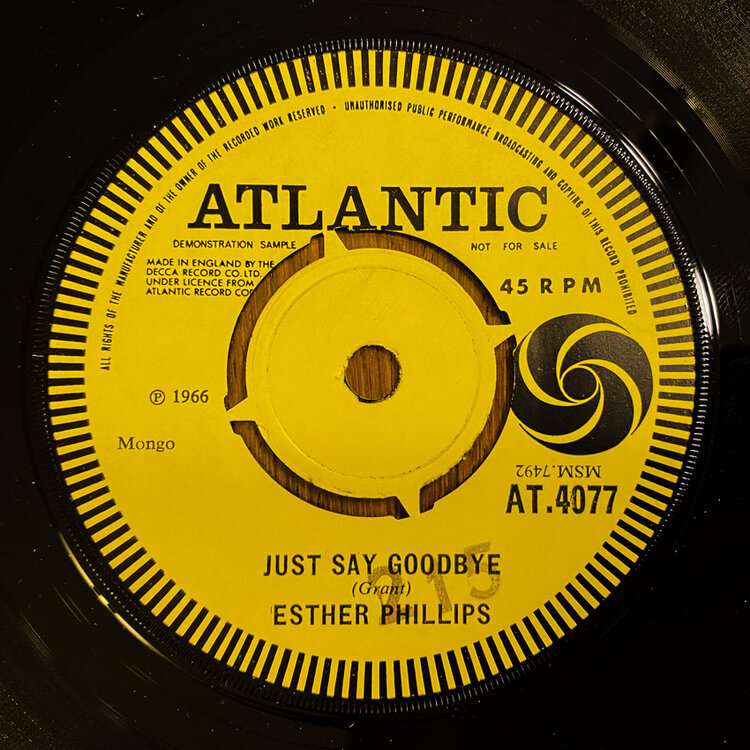 ALL RIGHTS OF THE MANUFACTURER AND OF THE OWNER OF THE RECORDED WORK RESERVED · UNAUTHORISED PUBLIC PERFORMANCE BROADCASTING AND COPYING OF THIS RECORD PROHIBITED
ATLANTIC
DEMONSTRATION SAMPLE
NOT FOR SALE
MADE IN ENGLAND BY THE
DECCA RECORD CO. LTD.
UNDER LICENCE FROM
ATLANTIC RECORD COR
45 RPM
℗ 1966
Mongo
MSM.7492
AT.4077
JUST SAY GOODBYE
(Grant)
215
ESTHER PHILLIPS